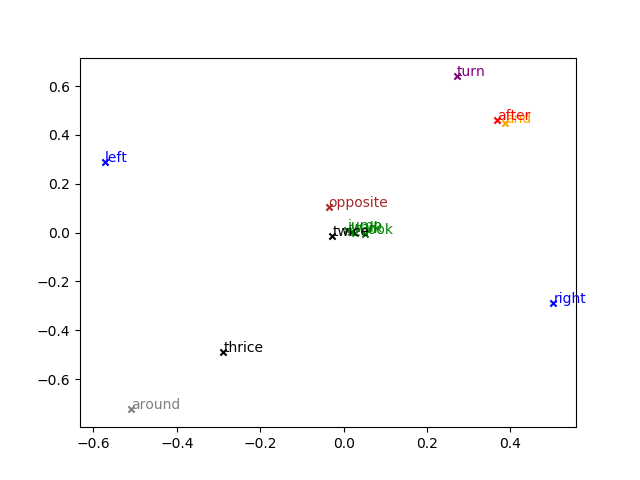 turn
0.6
after
and
0.4
left
0.2
opposite
jump
look
twice
0.0
−0.2
right
thrice
−0.4
around
−0.6
−0.6 −0.4 −0.2 0.0 0.2 0.4